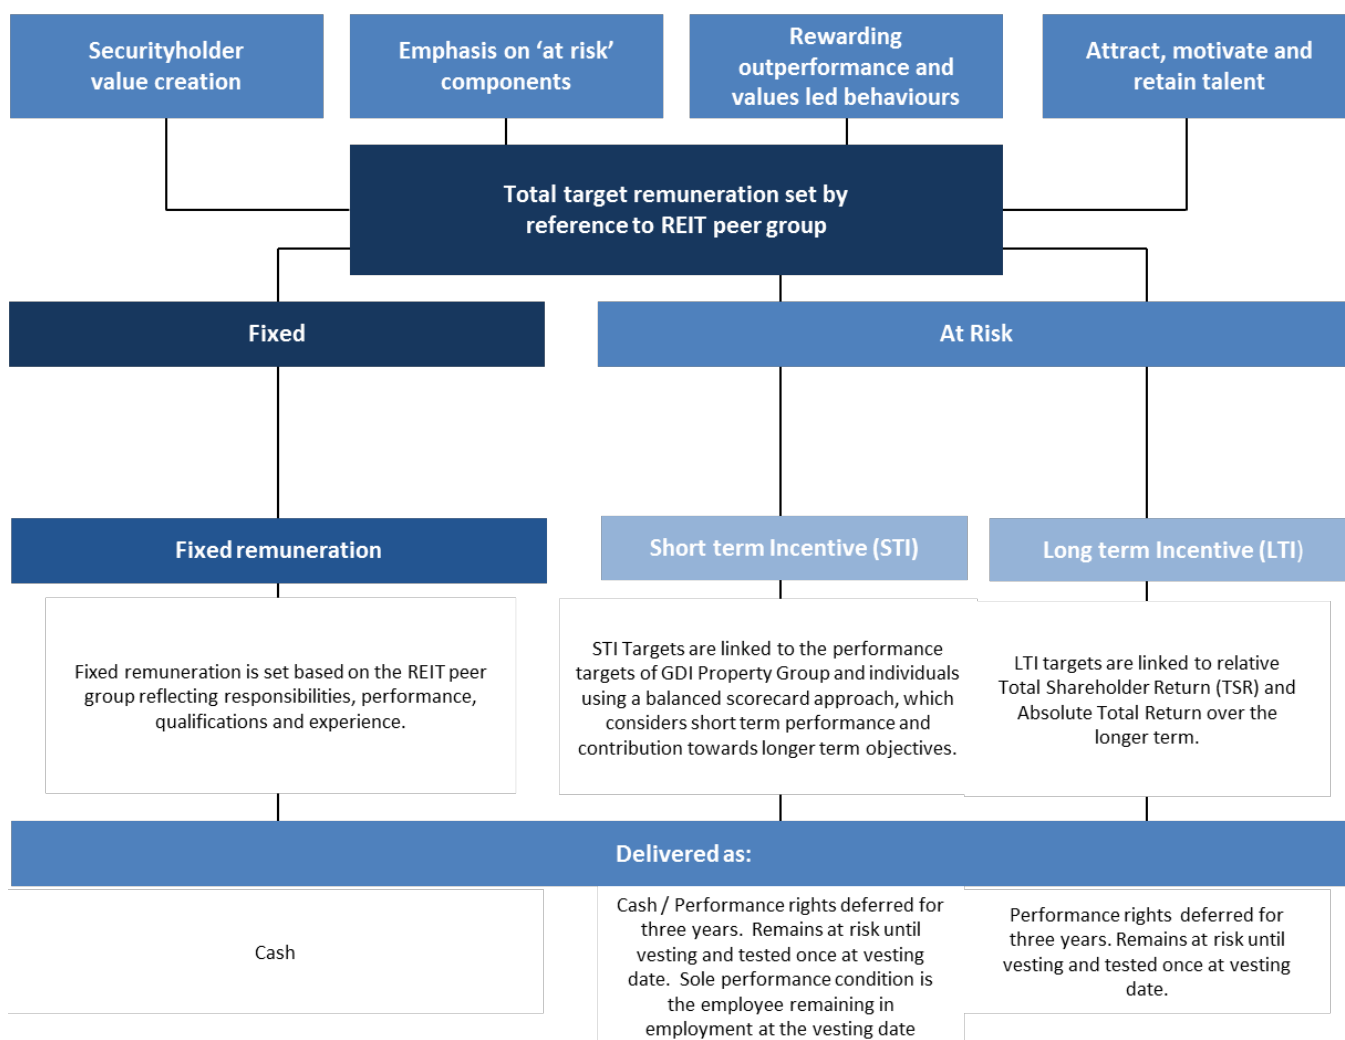 Securityholder
value creation
Emphasis on ‘at risk’
components
Rewarding
outperformance and
values led behaviours
Attract, motivate and
retain talent
Total target remuneration set by
reference to REIT peer group
Fixed
At Risk
Fixed remuneration
Short term Incentive (STI)
Long term Incentive (LTI)
Fixed remuneration is set based on the REIT peer
group reflecting responsibilities, performance,
qualifications and experience.
STI Targets are linked to the performance
targets of GDI Property Group and individuals
using a balanced scorecard approach, which
considers short term performance and
contribution towards longer term objectives.
LTI targets are linked to relative
Total Shareholder Return (TSR) and
Absolute Total Return over the
longer term.
Delivered as:
Cash
Cash / Performance rights deferred for
three years. Remains at risk until
vesting and tested once at vesting
date. Sole performance condition is
the employee remaining in
employment at the vesting date
Performance rights deferred for
three years. Remains at risk until
vesting and tested once at vesting
date.